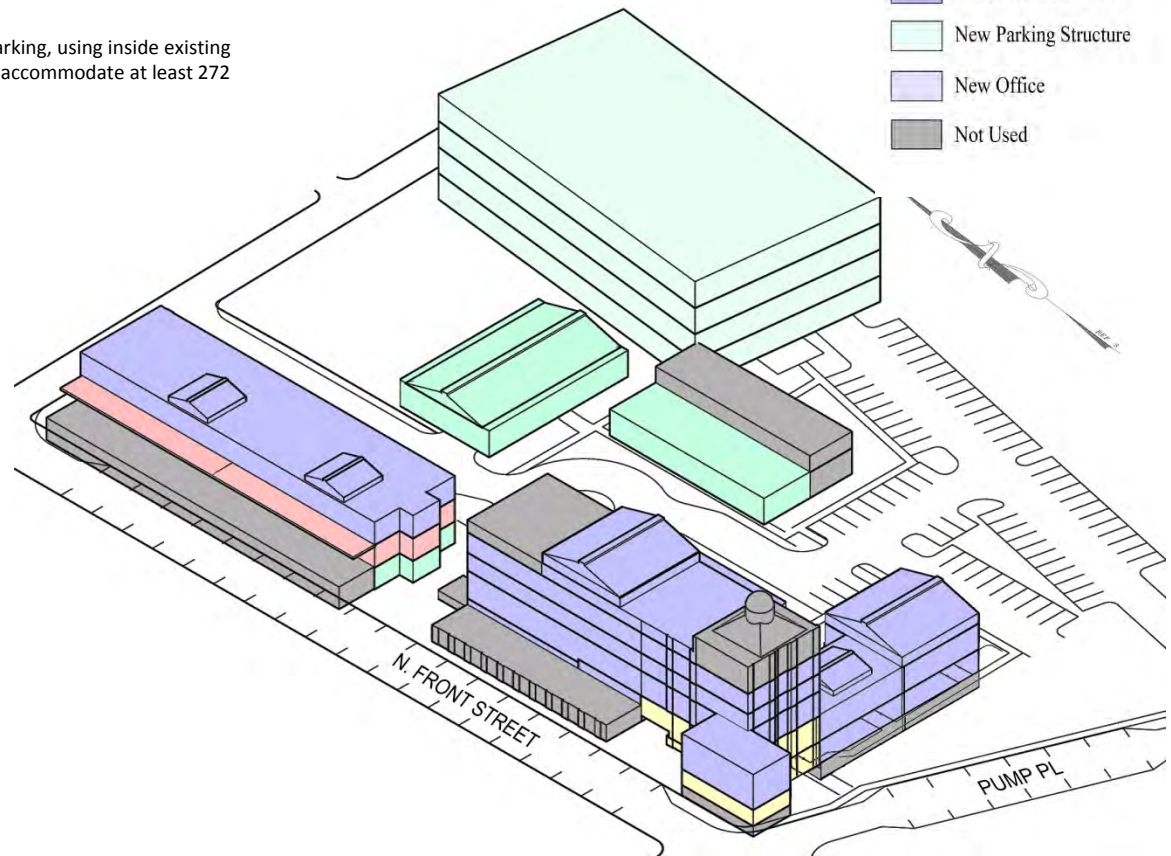 arking, using inside existing
accommodate at least 272
New Parking Structure
New Office
Not Used
N. FRONT STREET
PUMP PL